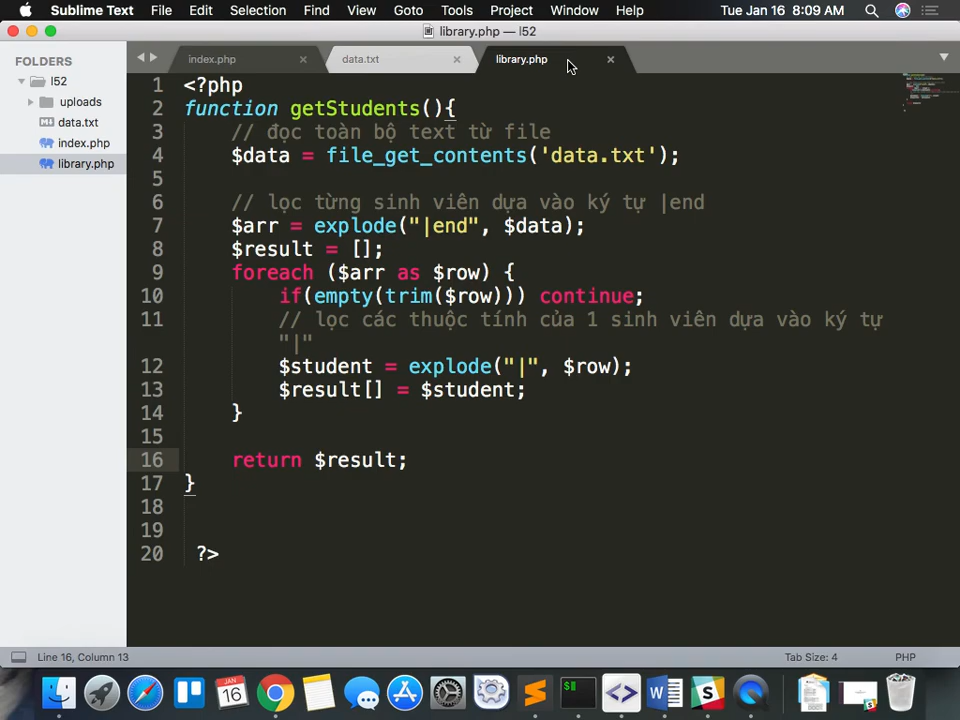 Sublime Text File Edit Selection Find View Goto Tools Project Window Help Tue Jan 16 8:09 AM
library.php — l52
FOLDERS
l52
uploads
data.txt
index.php
library.php
index.php data.txt library.php
1 <?php
2 function getStudents(){
3 // đọc toàn bộ text từ file
4 $data = file_get_contents('data.txt');
5
6 // lọc từng sinh viên dựa vào ký tự |end
7 $arr = explode("|end", $data);
8 $result = [];
9 foreach ($arr as $row) {
10 if(empty(trim($row))) continue;
11 // lọc các thuộc tính của 1 sinh viên dựa vào ký tự
"|"
12 $student = explode("|", $row);
13 $result[] = $student;
14 }
15
16 return $result;
17 }
18
19
20 ?>
Line 16, Column 13 Tab Size: 4 PHP
JAN
16